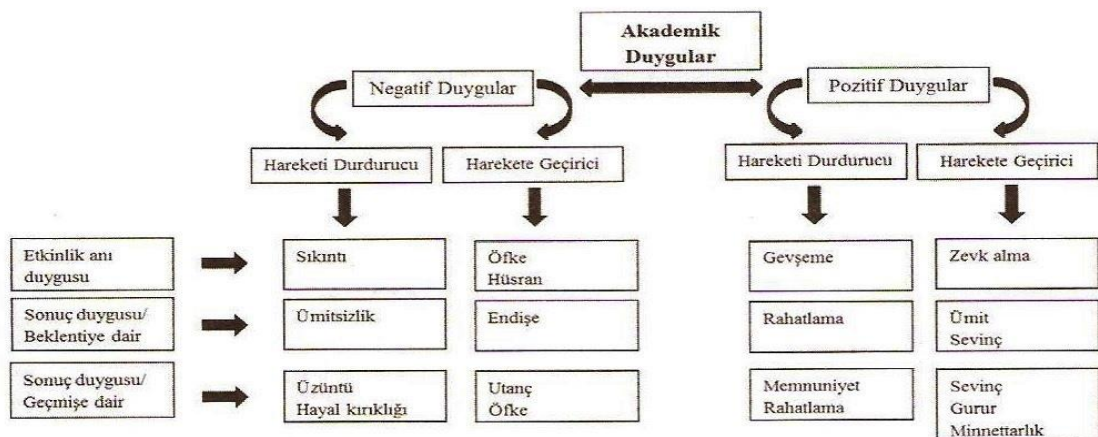 Akademik
Duygular
Negatif Duygular
Pozitif Duygular
Hareketi Durdurucu
Harekete Geçirici
Hareketi Durdurucu
Harekete Geçirici
Etkinlik anı
duygusu
Sıkıntı
Öfke
Hüsran
Gevşeme
Zevk alma
Sonuç duygusu/
Beklentiye dair
Ümitsizlik
Endişe
Rahatlama
Ümit
Sevinç
Sonuç duygusu/
Geçmişe dair
Üzüntü
Hayal kırıklığı
Utanç
Öfke
Memnuniyet
Rahatlama
Sevinç
Gurur
Minnettarlık